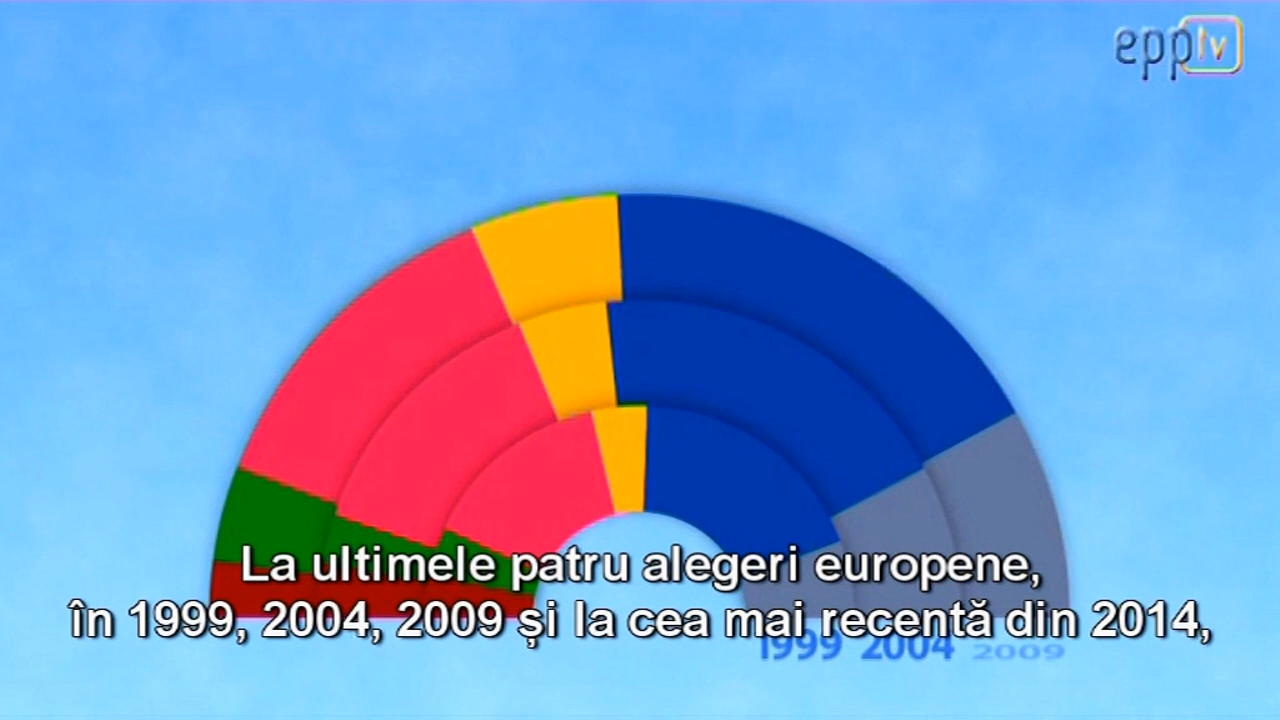 epptv
La ultimele patru alegeri europene,
în 1999, 2004, 2009 și la cea mai recentă din 2014,
1999 2004 2009